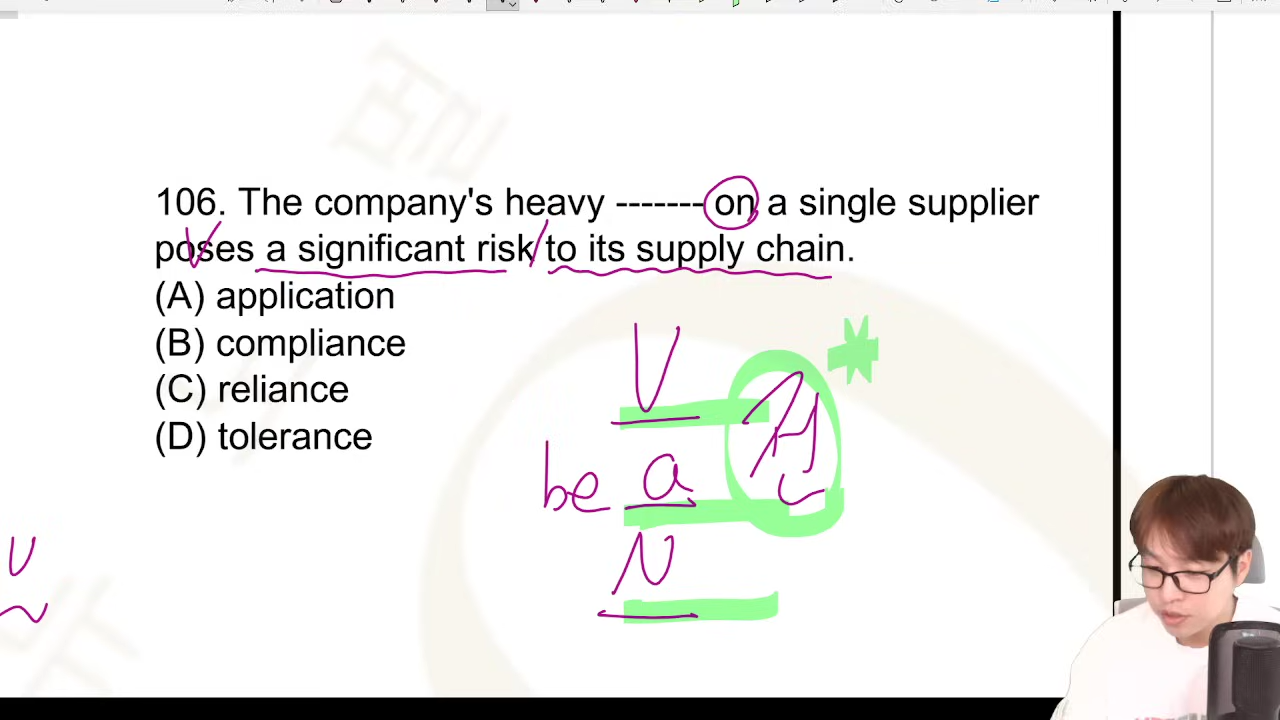 106. The company's heavy ------- on a single supplier
poses a significant risk to its supply chain.
(A) application
(B) compliance
(C) reliance
(D) tolerance
V
be a
전
N
V